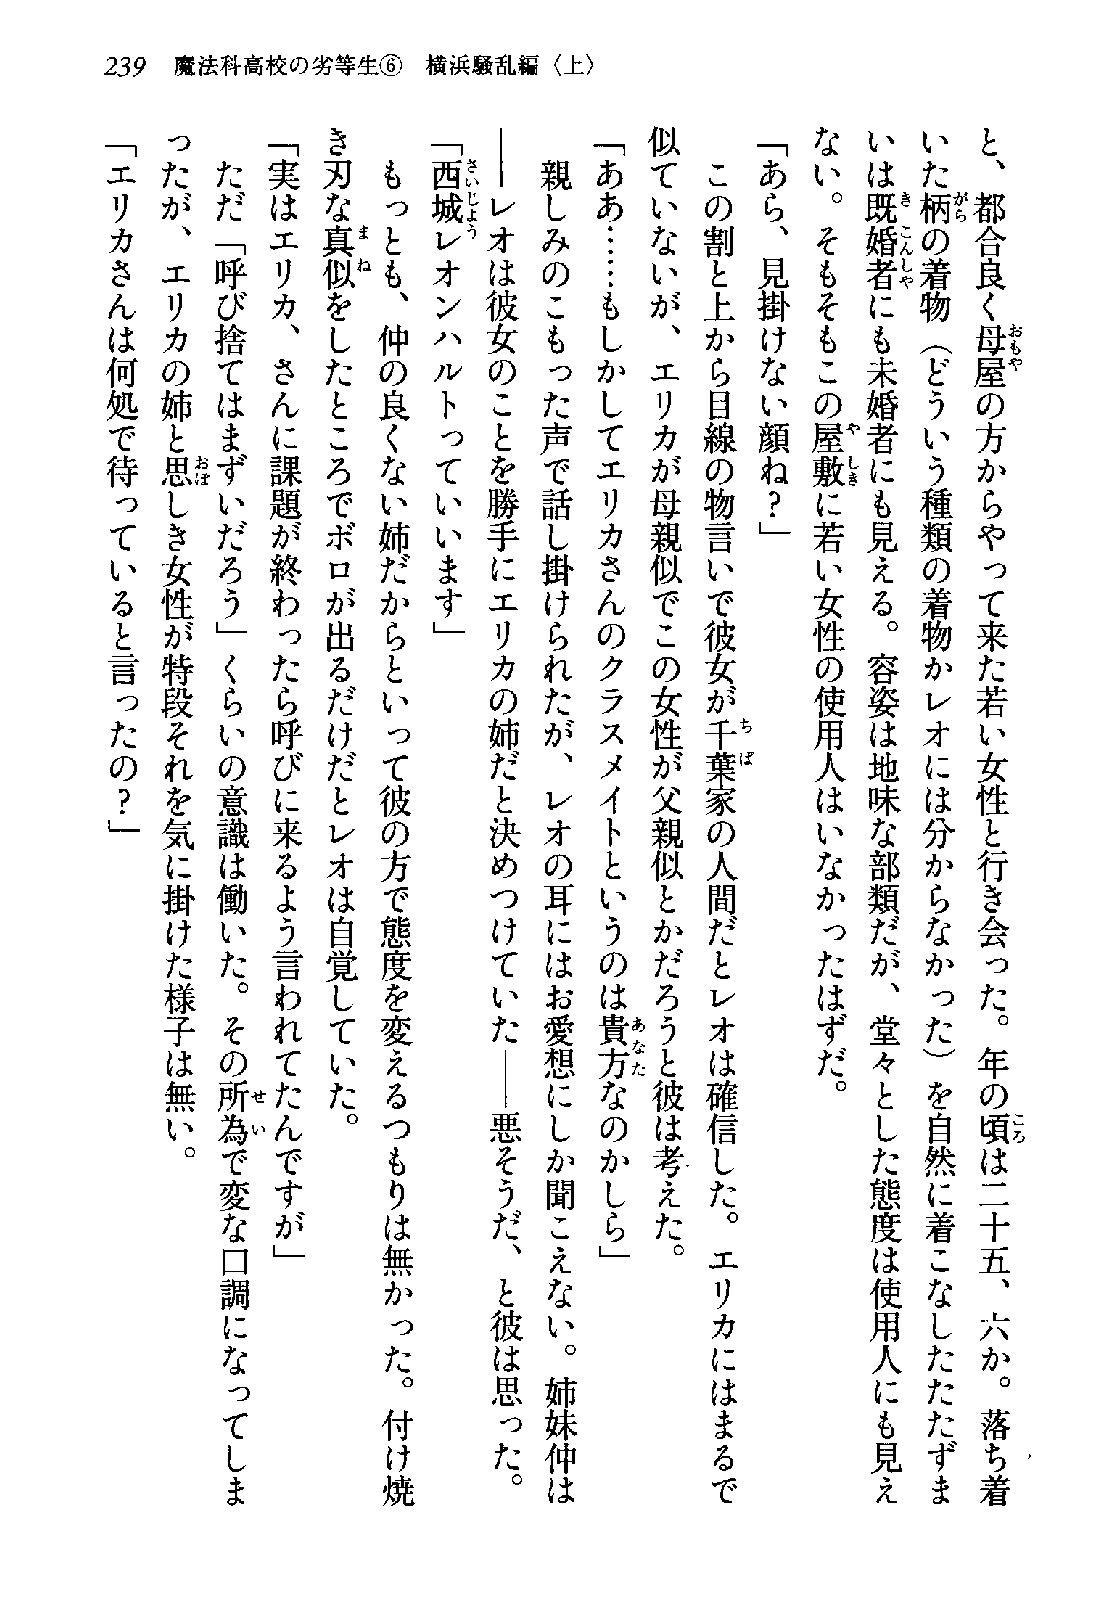 239　魔法科高校の劣等生⑥　横浜騒乱編〈上〉
と、都合良く母屋の方からやって来た若い女性と行き会った。年の頃は二十五、六か。落ち着
いた柄の着物（どういう種類の着物かレオには分からなかった）を自然に着こなしたたたずま
いは既婚者にも未婚者にも見える。容姿は地味な部類だが、堂々とした態度は使用人にも見え
ない。そもそもこの屋敷に若い女性の使用人はいなかったはずだ。
「あら、見掛けない顔ね？」
この割と上から目線の物言いで彼女が千葉家の人間だとレオは確信した。エリカにはまるで
似ていないが、エリカが母親似でこの女性が父親似とかだろうと彼は考えた。
「ああ……もしかしてエリカさんのクラスメイトというのは貴方なのかしら」
親しみのこもった声で話し掛けられたが、レオの耳にはお愛想にしか聞こえない。姉妹仲は
――レオは彼女のことを勝手にエリカの姉だと決めつけていた――悪そうだ、と彼は思った。
「西城レオンハルトっていいます」
もっとも、仲の良くない姉だからといって彼の方で態度を変えるつもりは無かった。付け焼
き刃な真似をしたところでボロが出るだけだとレオは自覚していた。
「実はエリカ、さんに課題が終わったら呼びに来るよう言われてたんですが」
ただ「呼び捨てはまずいだろう」くらいの意識は働いた。その所為で変な口調になってしま
ったが、エリカの姉と思しき女性が特段それを気に掛けた様子は無い。
「エリカさんは何処で待っていると言ったの？」